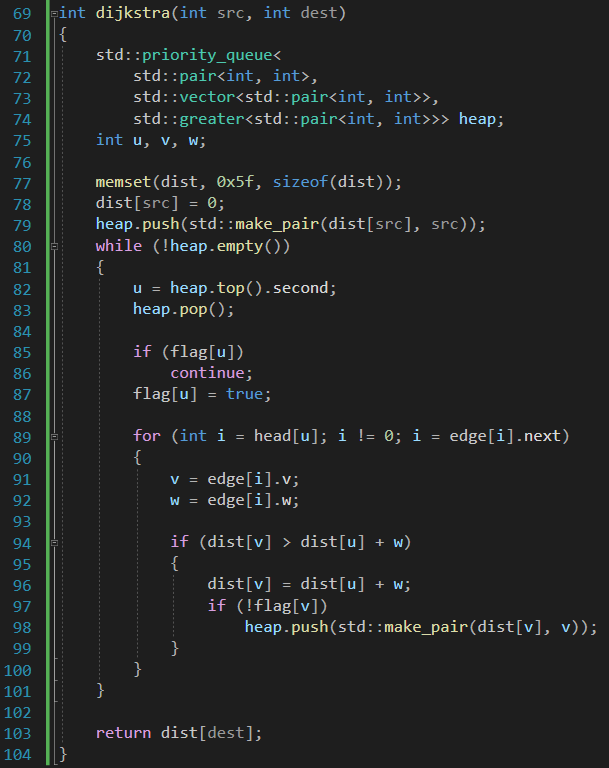 69 int dijkstra(int src, int dest)
70 {
71     std::priority_queue<
72         std::pair<int, int>,
73         std::vector<std::pair<int, int>>,
74         std::greater<std::pair<int, int>>> heap;
75     int u, v, w;
76
77     memset(dist, 0x5f, sizeof(dist));
78     dist[src] = 0;
79     heap.push(std::make_pair(dist[src], src));
80     while (!heap.empty())
81     {
82         u = heap.top().second;
83         heap.pop();
84
85         if (flag[u])
86             continue;
87         flag[u] = true;
88
89         for (int i = head[u]; i != 0; i = edge[i].next)
90         {
91             v = edge[i].v;
92             w = edge[i].w;
93
94             if (dist[v] > dist[u] + w)
95             {
96                 dist[v] = dist[u] + w;
97                 if (!flag[v])
98                     heap.push(std::make_pair(dist[v], v));
99             }
100         }
101     }
102
103     return dist[dest];
104 }